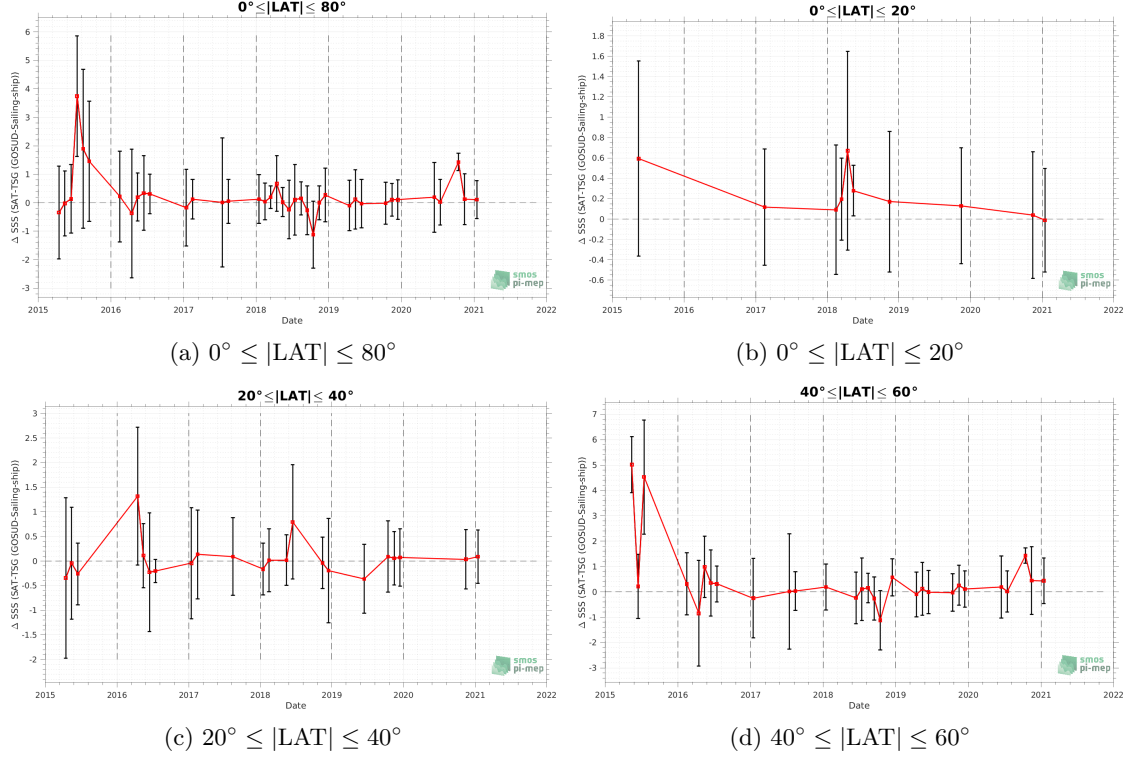 0°≤|LAT|≤ 80°
Δ SSS (SAT-TSG (GOSUD-Sailing-ship))
6
5
4
3
2
1
0
-1
-2
-3
2015 2016 2017 2018 2019 2020 2021 2022
Date
smos
pi-mep
(a) 0° ≤ |LAT| ≤ 80°
0°≤|LAT|≤ 20°
Δ SSS (SAT-TSG (GOSUD-Sailing-ship))
1.8
1.6
1.4
1.2
1
0.8
0.6
0.4
0.2
0
-0.2
-0.4
-0.6
2015 2016 2017 2018 2019 2020 2021 2022
Date
smos
pi-mep
(b) 0° ≤ |LAT| ≤ 20°
20°≤|LAT|≤ 40°
Δ SSS (SAT-TSG (GOSUD-Sailing-ship))
3
2.5
2
1.5
1
0.5
0
-0.5
-1
-1.5
-2
2015 2016 2017 2018 2019 2020 2021 2022
Date
smos
pi-mep
(c) 20° ≤ |LAT| ≤ 40°
40°≤|LAT|≤ 60°
Δ SSS (SAT-TSG (GOSUD-Sailing-ship))
7
6
5
4
3
2
1
0
-1
-2
-3
2015 2016 2017 2018 2019 2020 2021 2022
Date
smos
pi-mep
(d) 40° ≤ |LAT| ≤ 60°